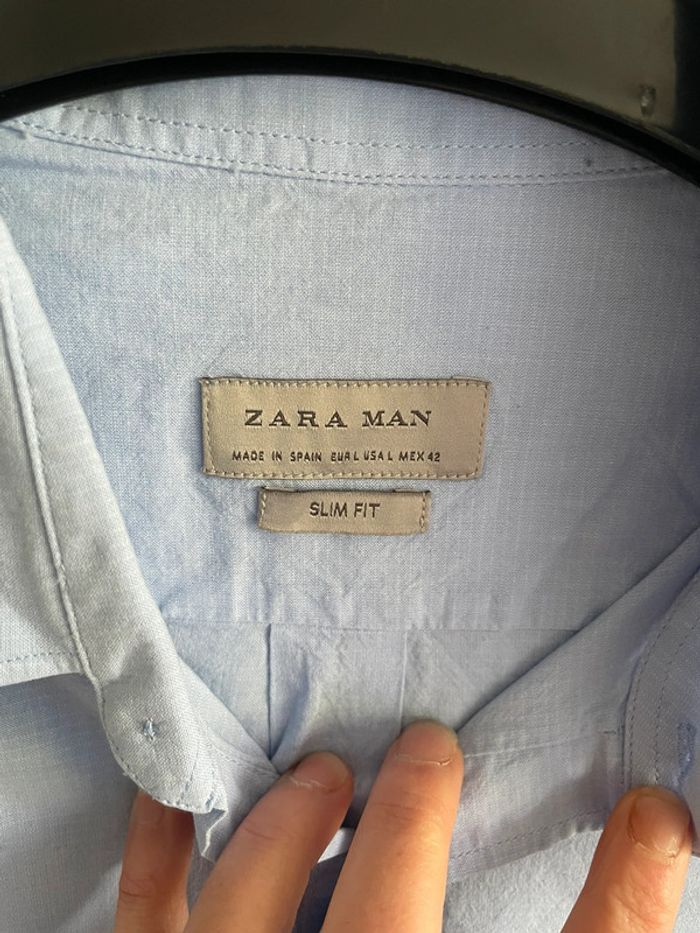 ZARA MAN
MADE IN SPAIN EUR L USA L MEX 42
SLIM FIT